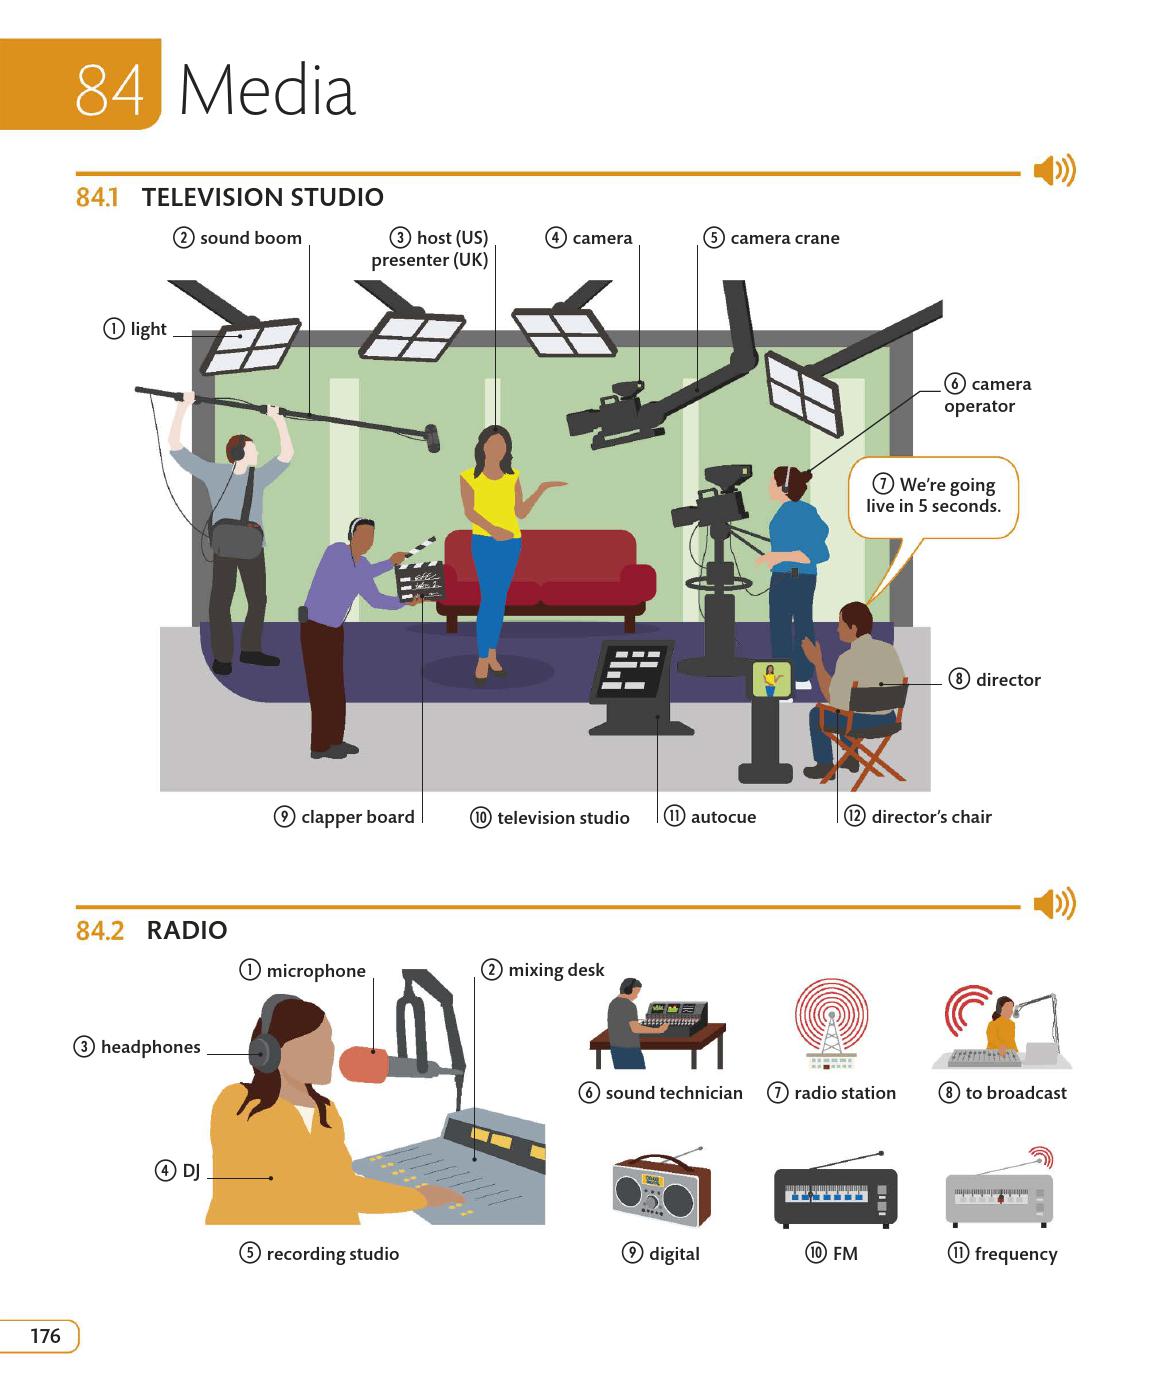 84 Media
84.1 TELEVISION STUDIO
② sound boom
③ host (US)
presenter (UK)
④ camera
⑤ camera crane
① light
⑥ camera
operator
⑦ We’re going
live in 5 seconds.
⑧ director
⑨ clapper board
⑩ television studio
⑪ autocue
⑫ director’s chair
84.2 RADIO
① microphone
② mixing desk
③ headphones
④ DJ
⑤ recording studio
⑥ sound technician
⑦ radio station
⑧ to broadcast
⑨ digital
⑩ FM
⑪ frequency
176